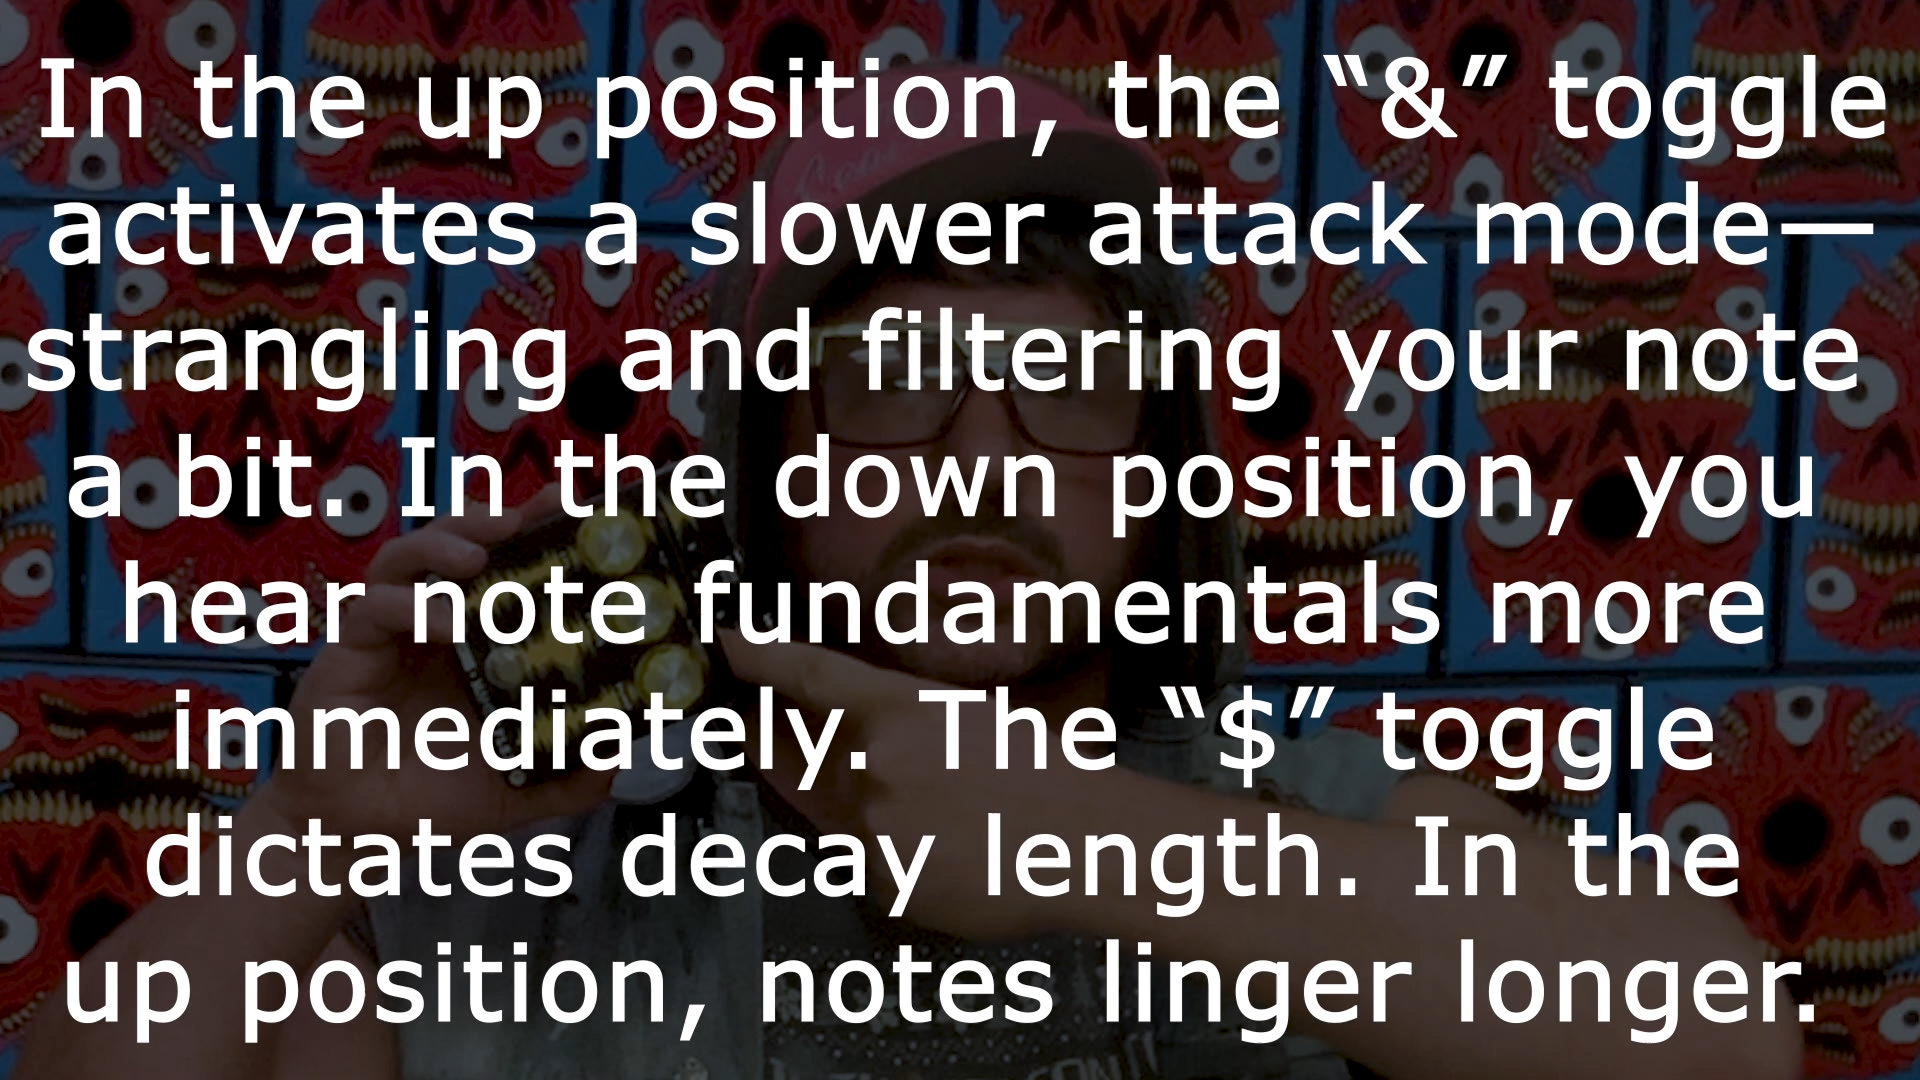 In the up position, the “&” toggle
activates a slower attack mode—
strangling and filtering your note
a bit. In the down position, you
hear note fundamentals more
immediately. The “$” toggle
dictates decay length. In the
up position, notes linger longer.